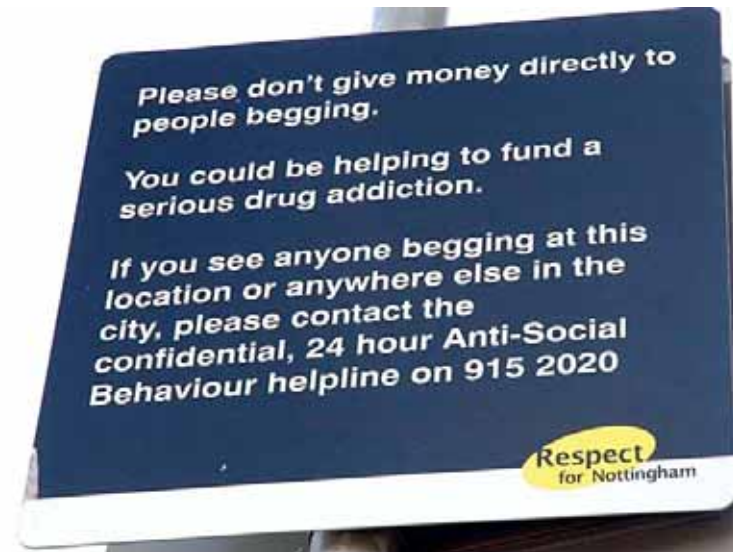 Please don't give money directly to
people begging.
You could be helping to fund a
serious drug addiction.
If you see anyone begging at this
location or anywhere else in the
city, please contact the
confidential, 24 hour Anti-Social
Behaviour helpline on 915 2020
Respect
for Nottingham